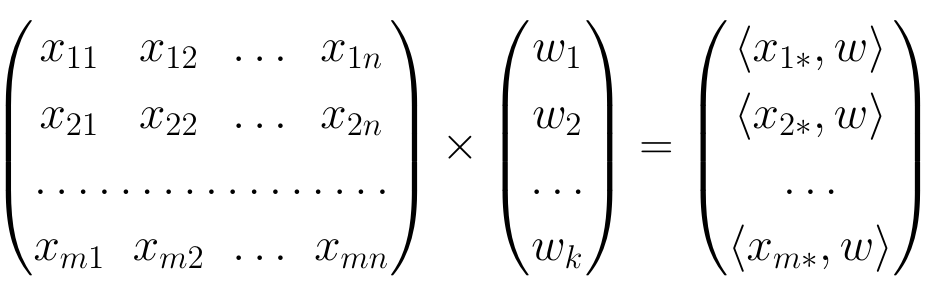 x₁₁ x₁₂ … x₁ₙ w₁ ⟨x₁∗, w⟩
x₂₁ x₂₂ … x₂ₙ w₂ ⟨x₂∗, w⟩
× =
................. … …
xₘ₁ xₘ₂ … xₘₙ wₖ ⟨xₘ∗, w⟩